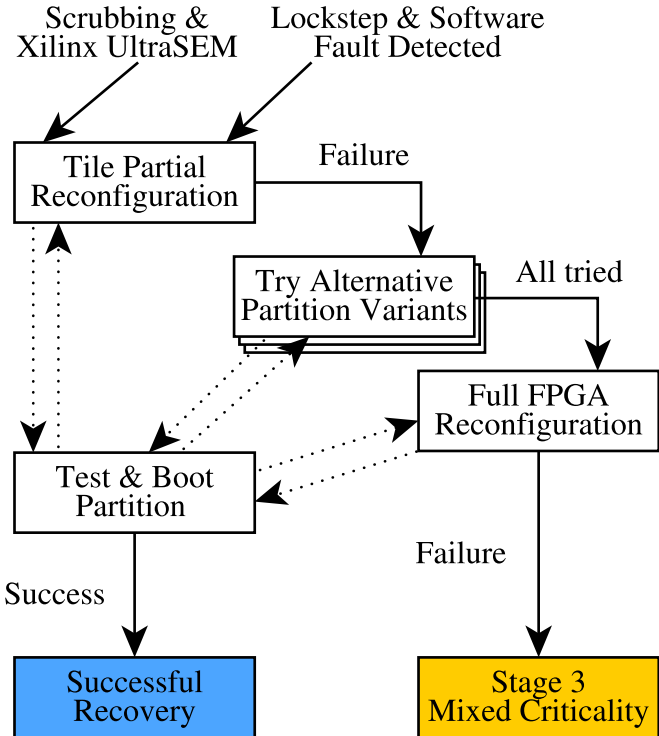 Scrubbing &
Xilinx UltraSEM
Lockstep & Software
Fault Detected
Tile Partial
Reconfiguration
Failure
Try Alternative
Partition Variants
All tried
Full FPGA
Reconfiguration
Test & Boot
Partition
Failure
Success
Successful
Recovery
Stage 3
Mixed Criticality